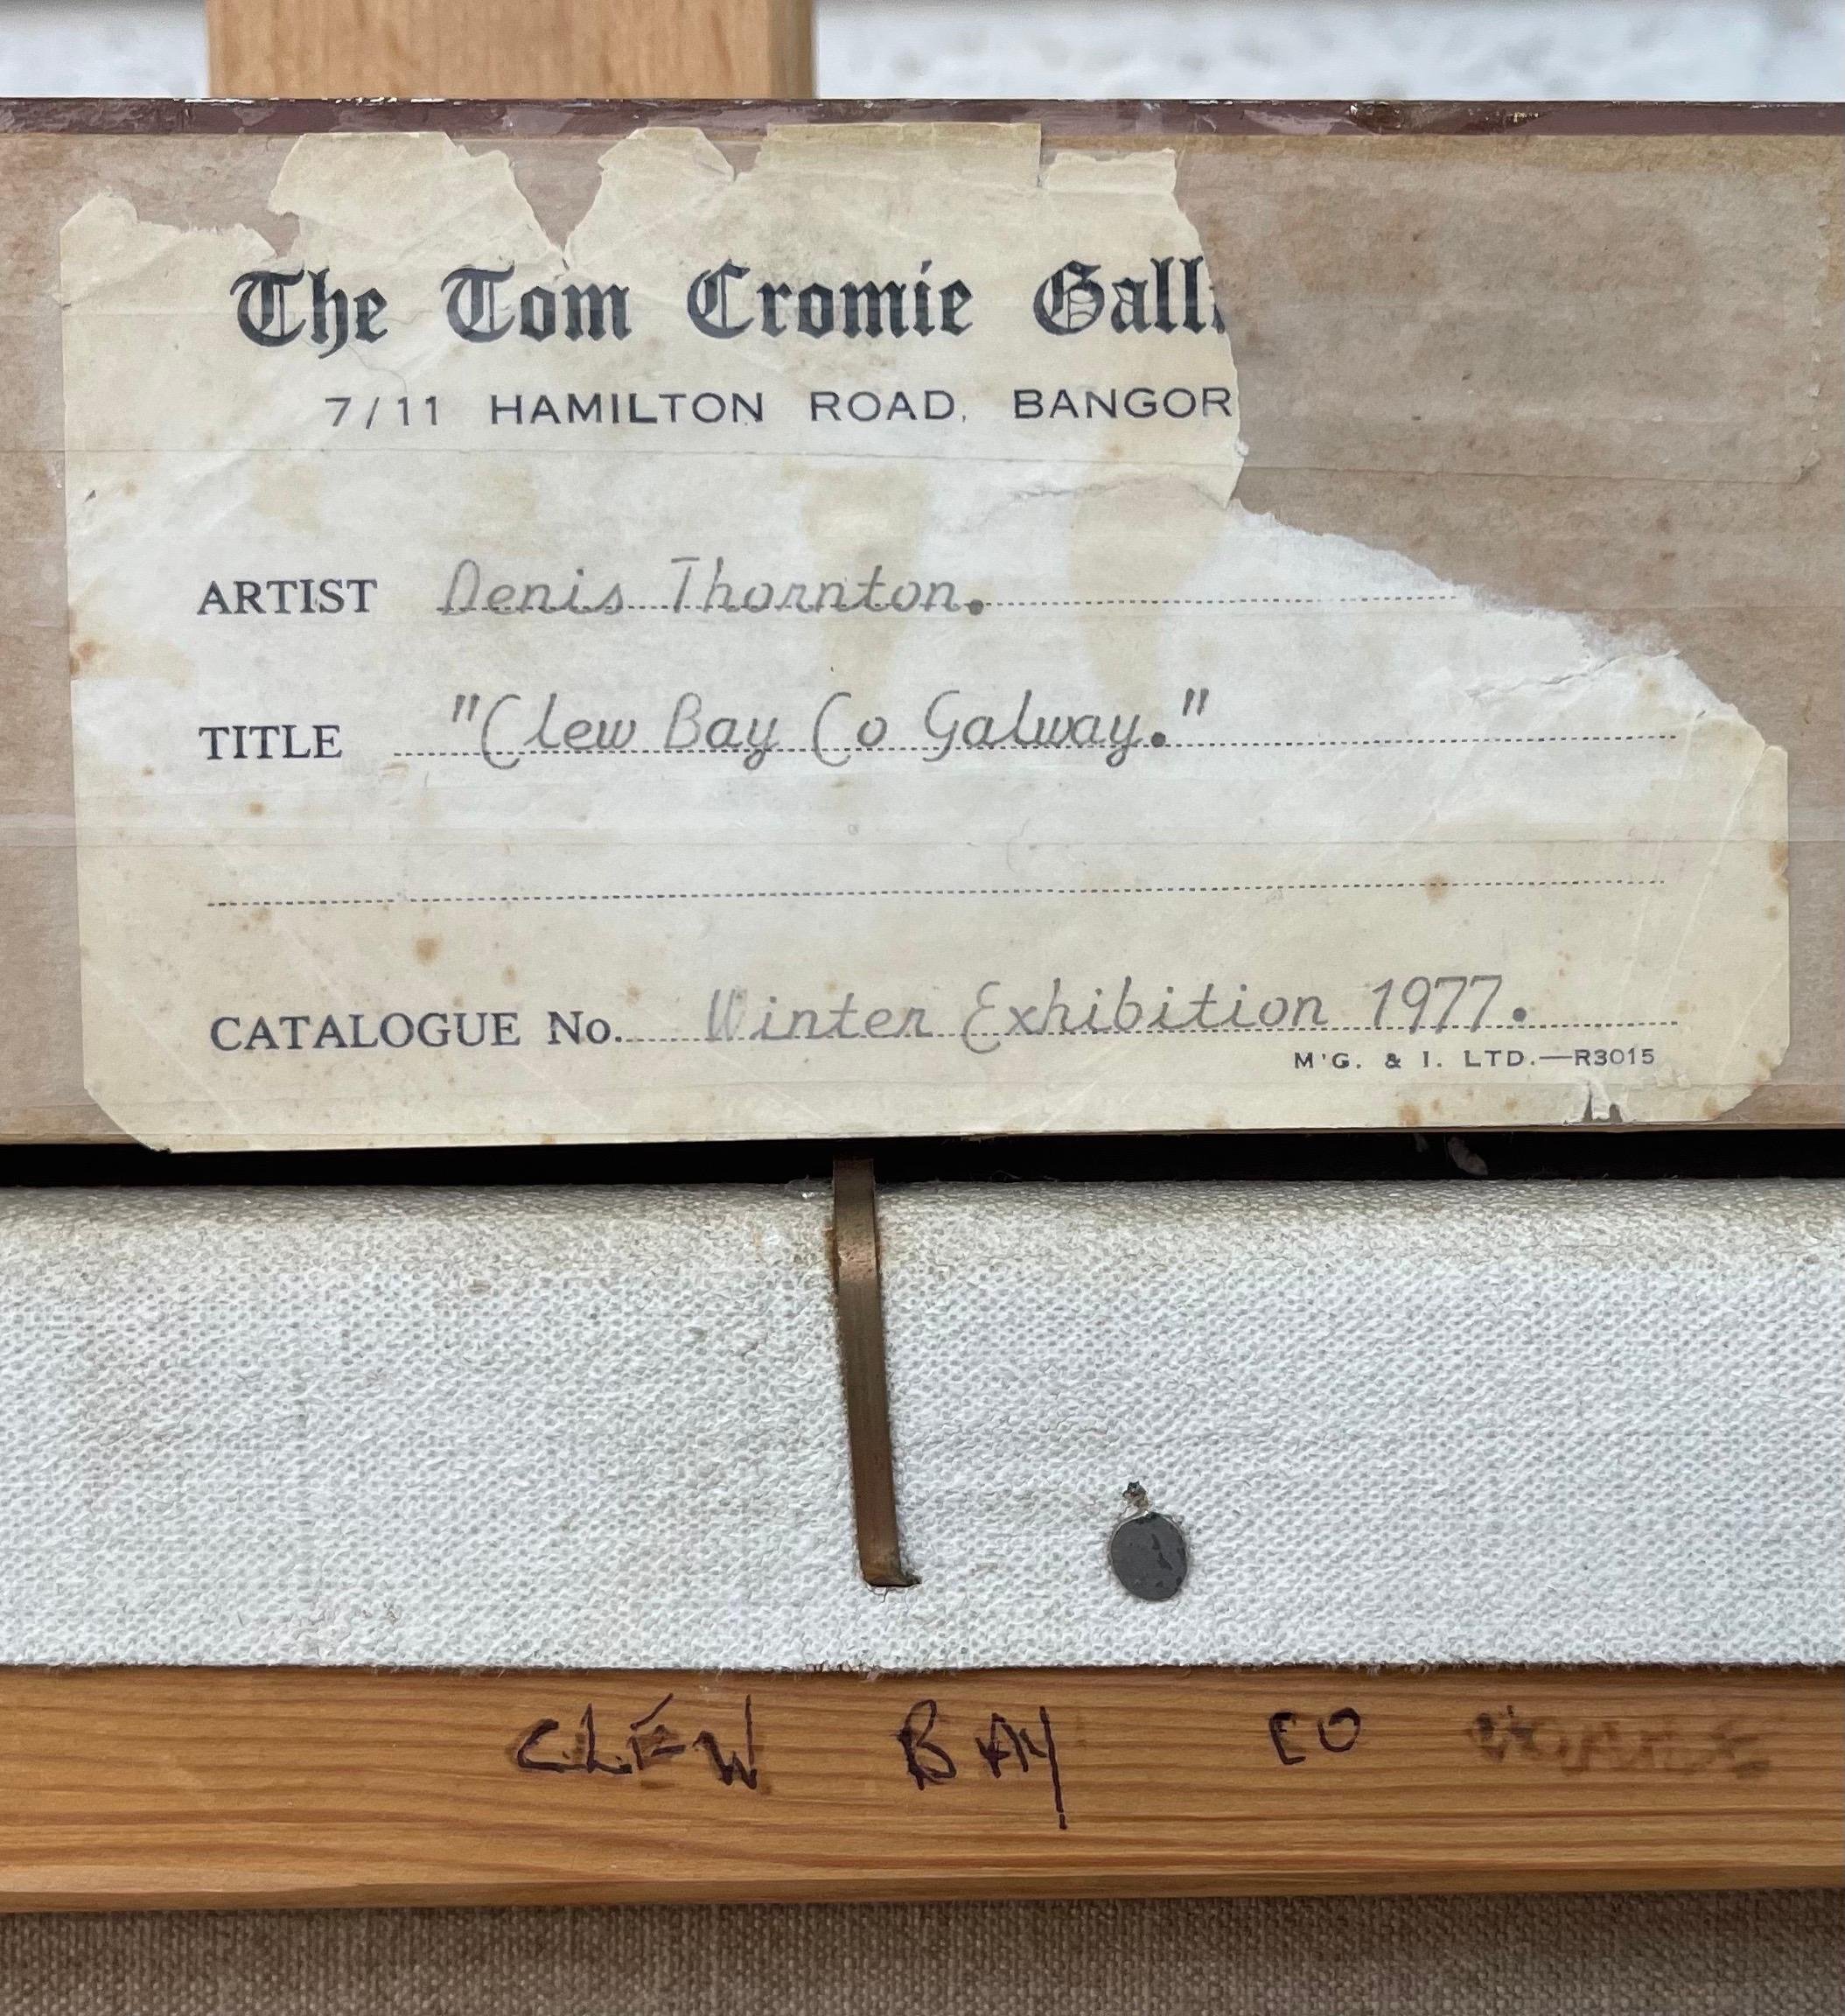 The Tom Cromie Gall
7/11 HAMILTON ROAD, BANGOR
ARTIST Denis Thornton.
TITLE "Clew Bay Co Galway."
CATALOGUE No. Winter Exhibition 1977.
M'G. & I. LTD.—R3015
CLEW BAY CO